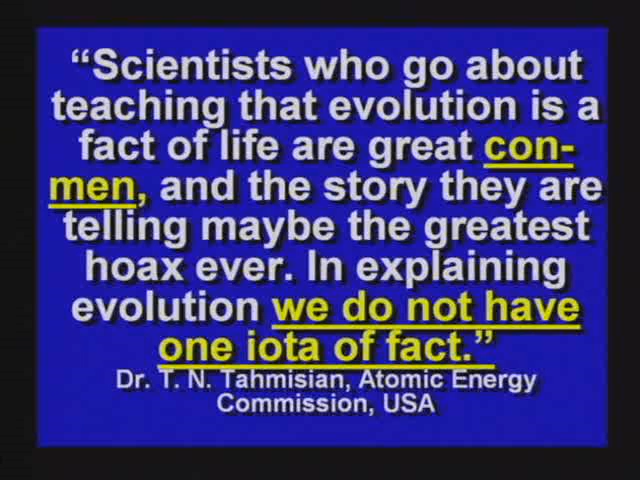 “Scientists who go about
teaching that evolution is a
fact of life are great con-
men, and the story they are
telling maybe the greatest
hoax ever. In explaining
evolution we do not have
one iota of fact.”
Dr. T. N. Tahmisian, Atomic Energy
Commission, USA